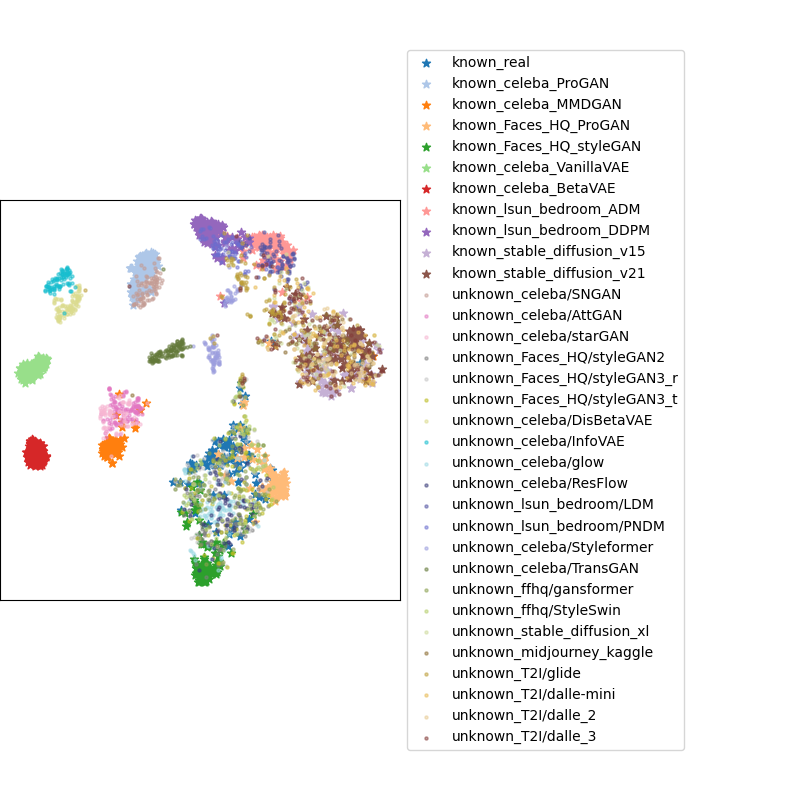 known_real
known_celeba_ProGAN
known_celeba_MMDGAN
known_Faces_HQ_ProGAN
known_Faces_HQ_styleGAN
known_celeba_VanillaVAE
known_celeba_BetaVAE
known_lsun_bedroom_ADM
known_lsun_bedroom_DDPM
known_stable_diffusion_v15
known_stable_diffusion_v21
unknown_celeba/SNGAN
unknown_celeba/AttGAN
unknown_celeba/starGAN
unknown_Faces_HQ/styleGAN2
unknown_Faces_HQ/styleGAN3_r
unknown_Faces_HQ/styleGAN3_t
unknown_celeba/DisBetaVAE
unknown_celeba/InfoVAE
unknown_celeba/glow
unknown_celeba/ResFlow
unknown_lsun_bedroom/LDM
unknown_lsun_bedroom/PNDM
unknown_celeba/Styleformer
unknown_celeba/TransGAN
unknown_ffhq/gansformer
unknown_ffhq/StyleSwin
unknown_stable_diffusion_xl
unknown_midjourney_kaggle
unknown_T2I/glide
unknown_T2I/dalle-mini
unknown_T2I/dalle_2
unknown_T2I/dalle_3